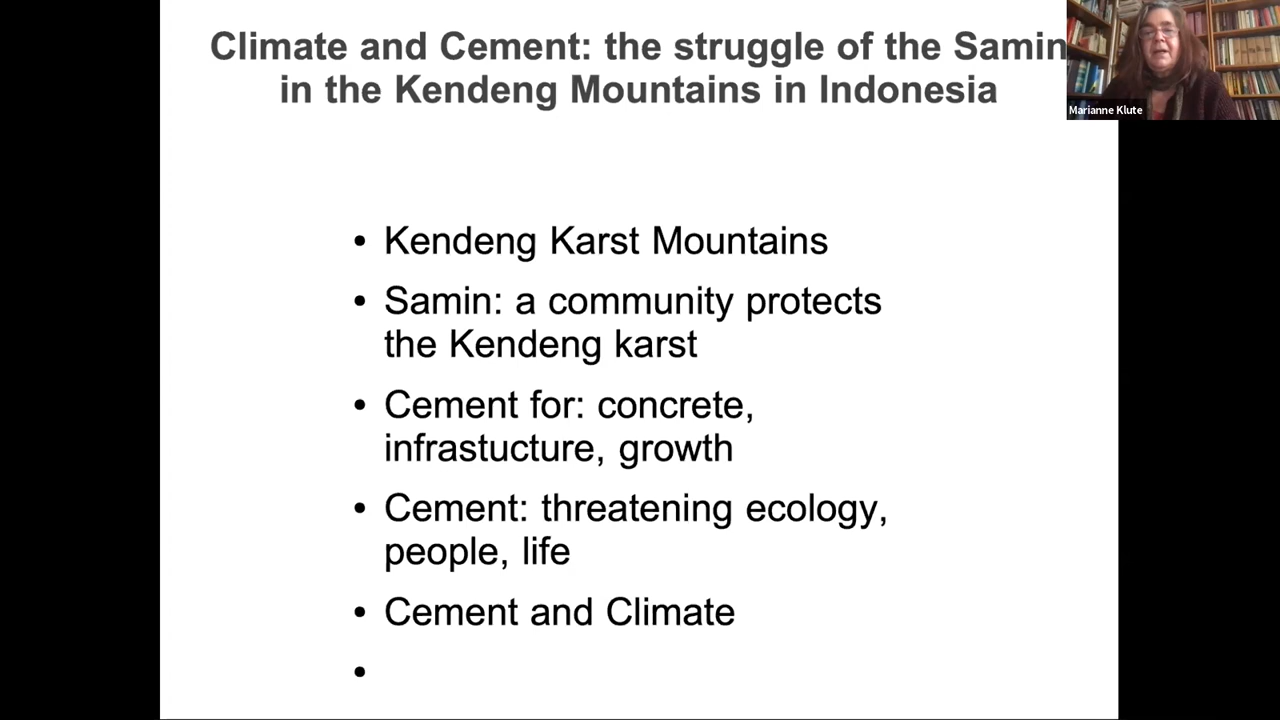 Climate and Cement: the struggle of the Samin
in the Kendeng Mountains in Indonesia
Marianne Klute
• Kendeng Karst Mountains
• Samin: a community protects
the Kendeng karst
• Cement for: concrete,
infrastucture, growth
• Cement: threatening ecology,
people, life
• Cement and Climate
•